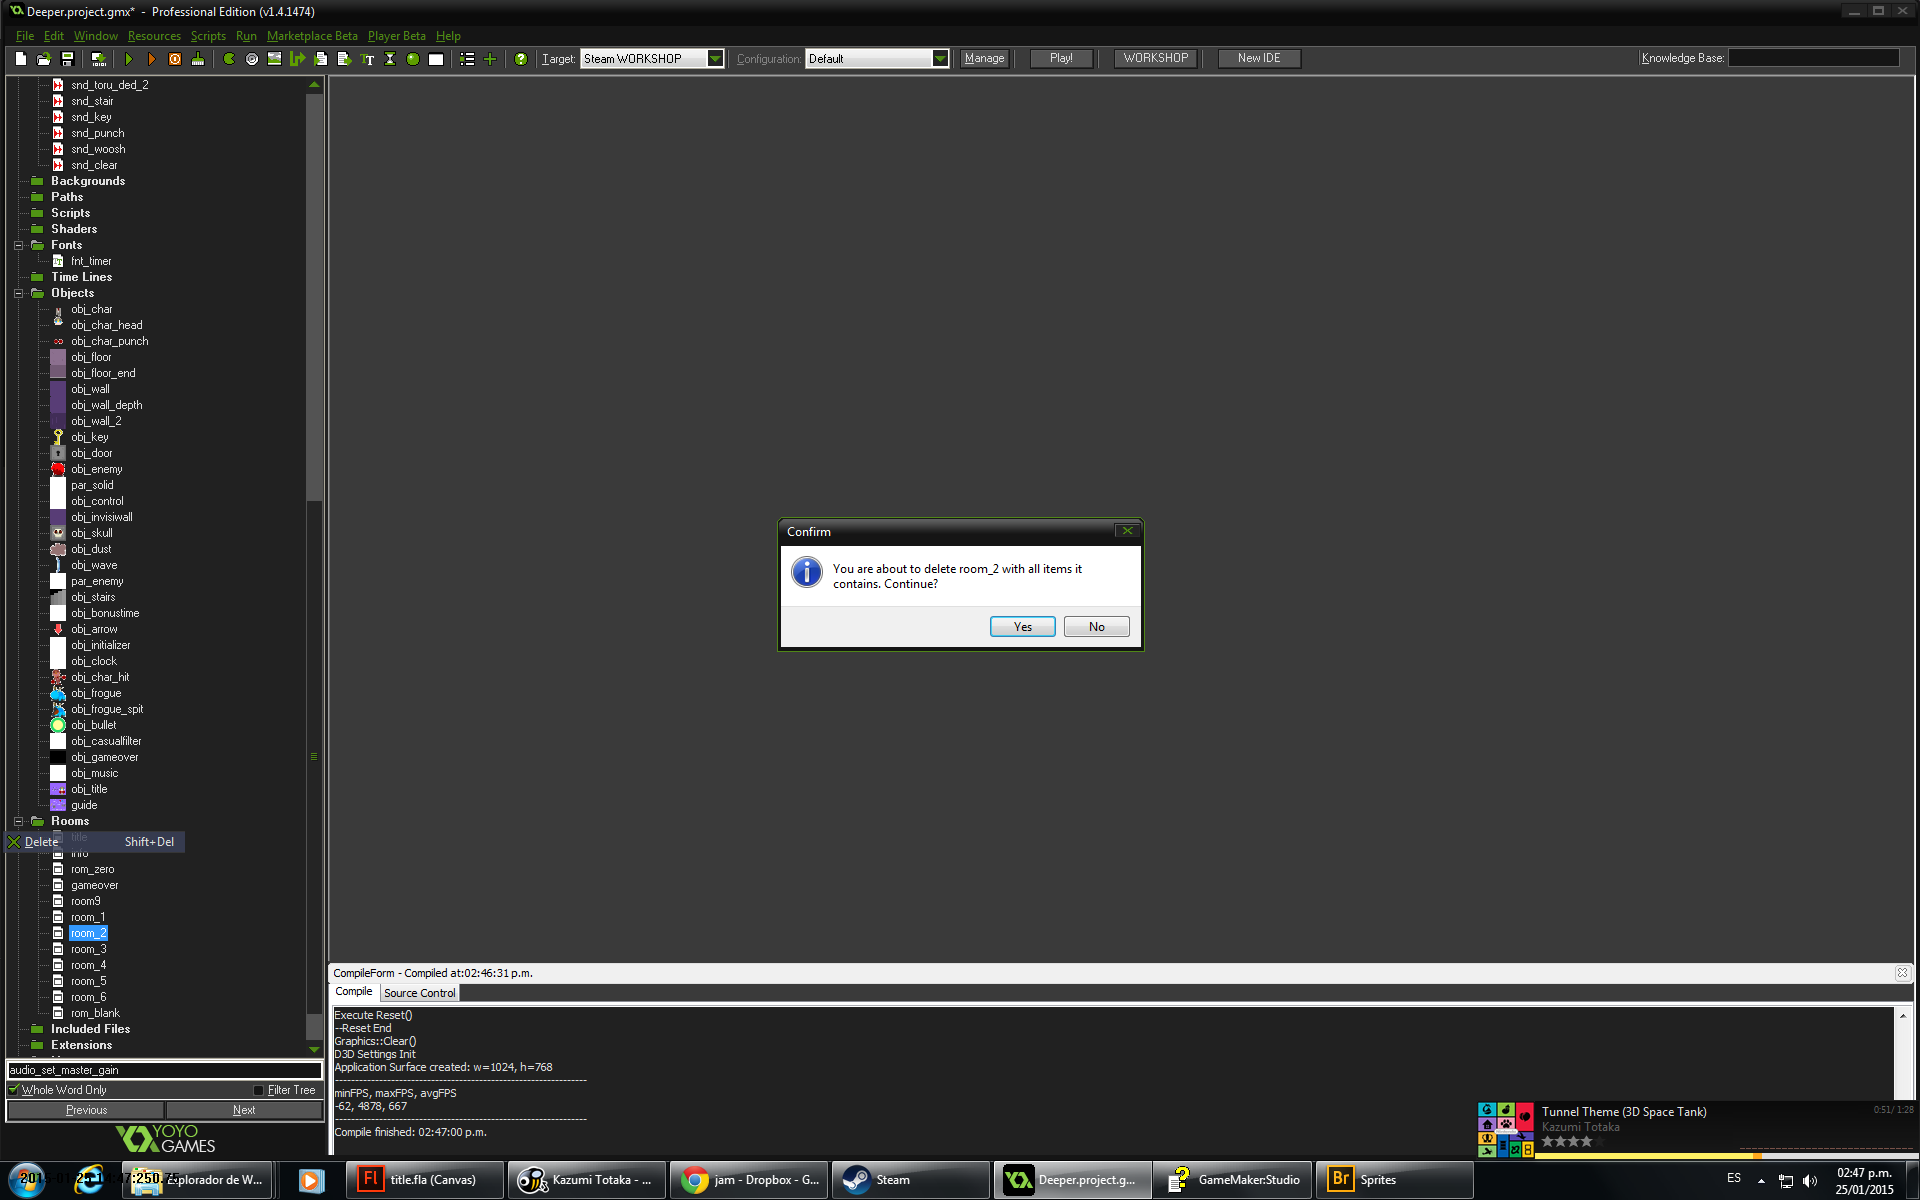 Deeper.project.gmx* - Professional Edition (v1.4.1474)
File Edit Window Resources Scripts Run Marketplace Beta Player Beta Help
Target: Steam WORKSHOP Configuration: Default Manage Play! WORKSHOP New IDE Knowledge Base:
snd_toru_ded_2
snd_stair
snd_key
snd_punch
snd_woosh
snd_clear
Backgrounds
Paths
Scripts
Shaders
Fonts
fnt_timer
Time Lines
Objects
obj_char
obj_char_head
obj_char_punch
obj_floor
obj_floor_end
obj_wall
obj_wall_depth
obj_wall_2
obj_key
obj_door
obj_enemy
par_solid
obj_control
obj_invisiwall
obj_skull
obj_dust
obj_wave
par_enemy
obj_stairs
obj_bonustime
obj_arrow
obj_initializer
obj_clock
obj_char_hit
obj_frogue
obj_frogue_spit
obj_bullet
obj_casualfilter
obj_gameover
obj_music
obj_title
guide
Rooms
title
Delete Shift+Del
info
rom_zero
gameover
room9
room_1
room_2
room_3
room_4
room_5
room_6
rom_blank
Included Files
Extensions
audio_set_master_gain
Whole Word Only Filter Tree
Previous Next
YOYO
GAMES
Confirm
You are about to delete room_2 with all items it
contains. Continue?
Yes No
CompileForm - Compiled at:02:46:31 p.m.
Compile Source Control
Execute Reset()
--Reset End
Graphics::Clear()
D3D Settings Init
Application Surface created: w=1024, h=768
minFPS, maxFPS, avgFPS
-62, 4878, 667
Compile finished: 02:47:00 p.m.
Tunnel Theme (3D Space Tank) 0:51/ 1:28
Kazumi Totaka
Explorador de W... title.fla (Canvas) Kazumi Totaka - ... jam - Dropbox - G... Steam Deeper.project.g... GameMaker:Studio Sprites
ES
02:47 p.m.
25/01/2015